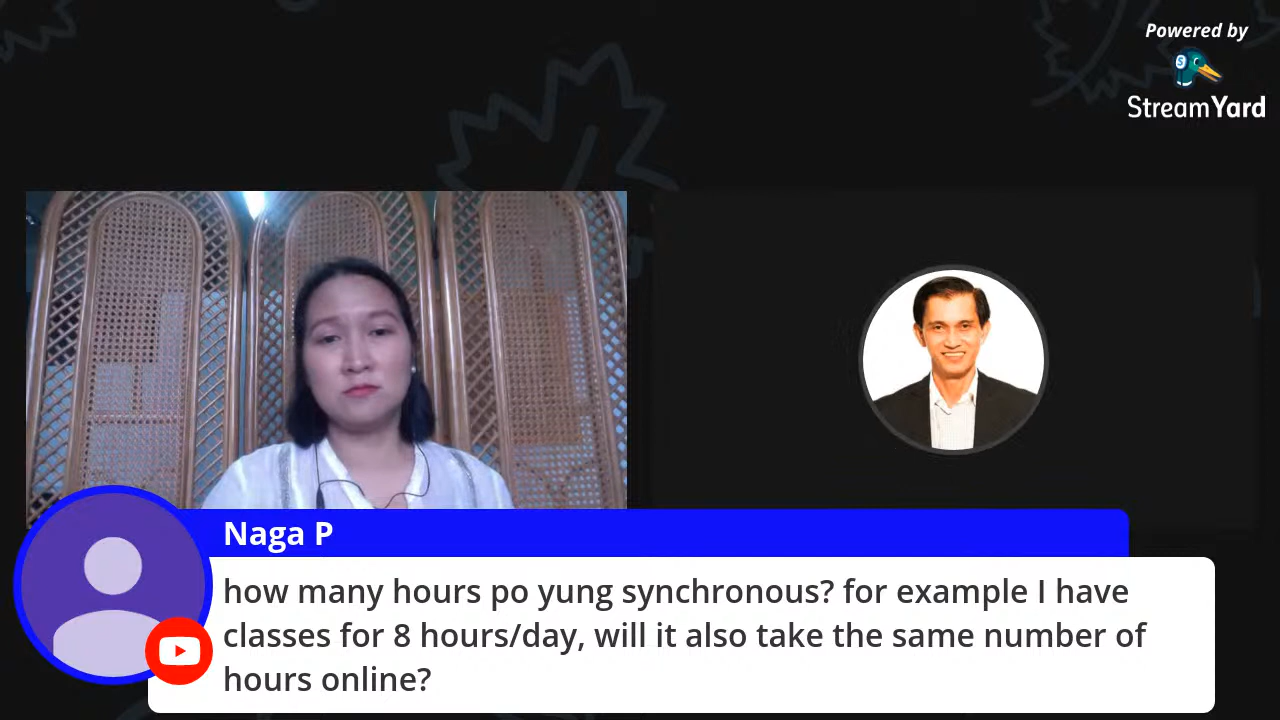 Powered by
StreamYard
Naga P
how many hours po yung synchronous? for example I have
classes for 8 hours/day, will it also take the same number of
hours online?